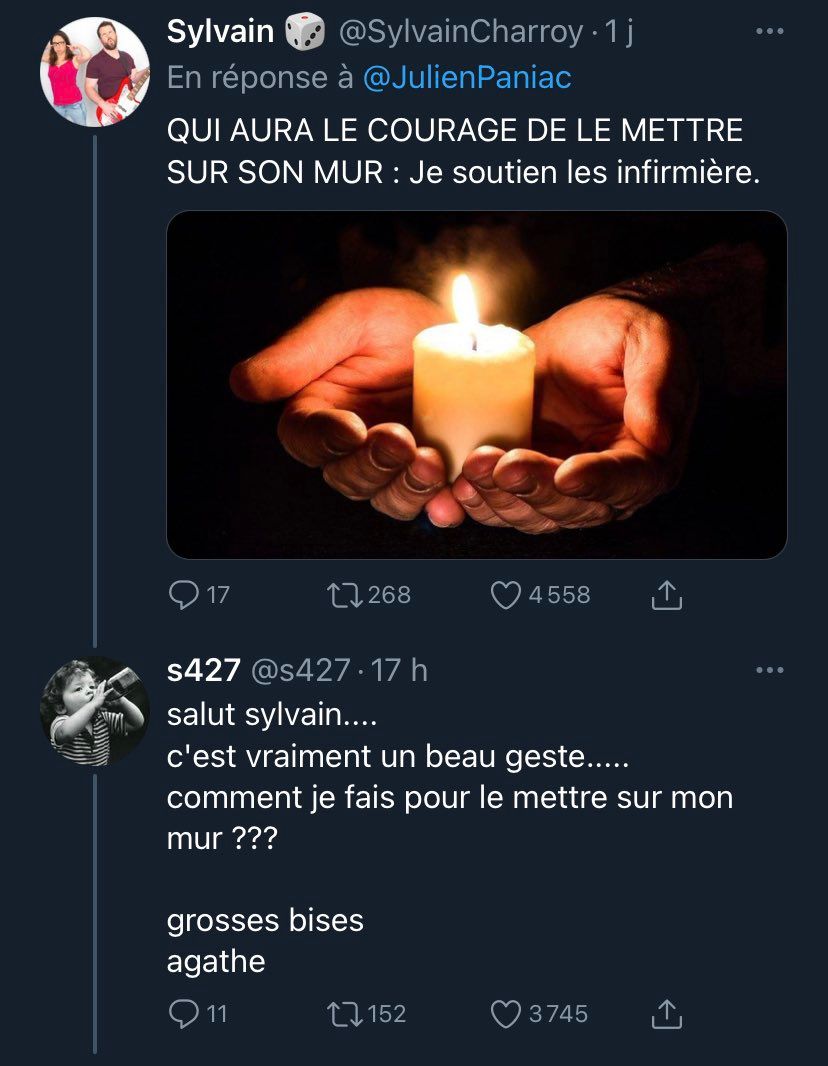 Sylvain 🎲 @SylvainCharroy · 1 j
En réponse à @JulienPaniac
QUI AURA LE COURAGE DE LE METTRE
SUR SON MUR : Je soutien les infirmière.
17 268 4 558
s427 @s427 · 17 h
salut sylvain....
c'est vraiment un beau geste.....
comment je fais pour le mettre sur mon
mur ???
grosses bises
agathe
11 152 3 745